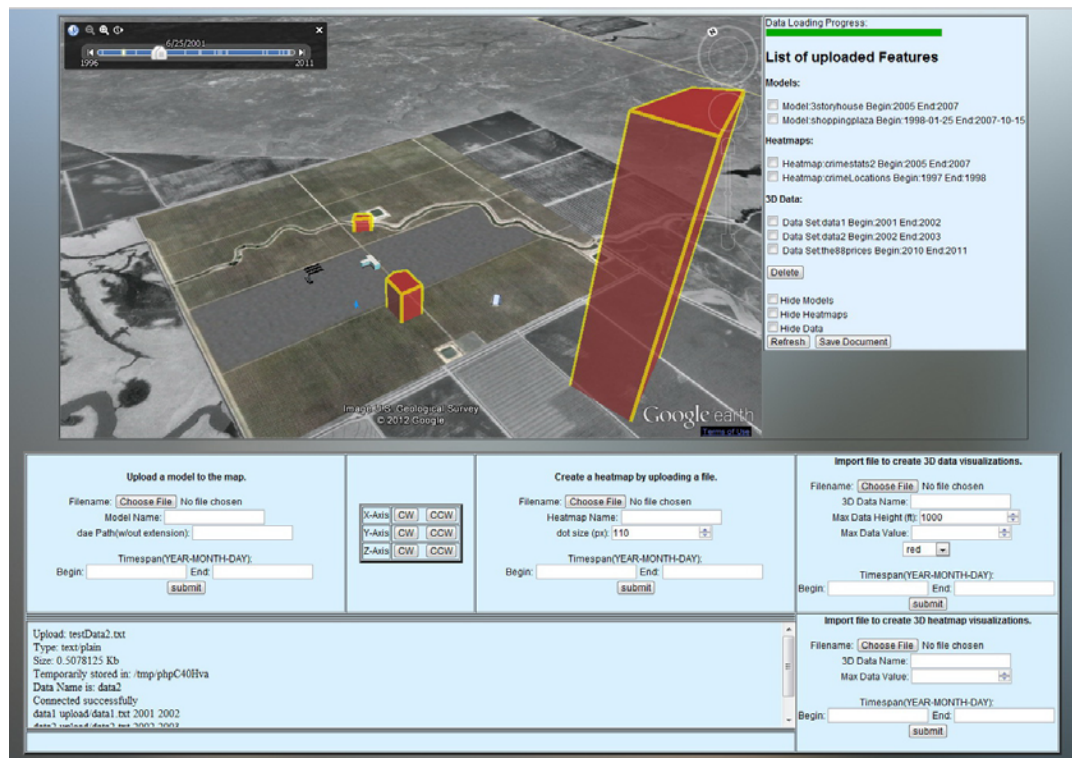 6/25/2001
1996
2011
Image U.S. Geological Survey
© 2012 Google
Google earth
Terms of Use
Data Loading Progress:
List of uploaded Features
Models:
Model:3storyhouse Begin:2005 End:2007
Model:shoppingplaza Begin:1998-01-25 End:2007-10-15
Heatmaps:
Heatmap:crimestats2 Begin:2005 End:2007
Heatmap:crimeLocations Begin:1997 End:1998
3D Data:
Data Set:data1 Begin:2001 End:2002
Data Set:data2 Begin:2002 End:2003
Data Set:the88prices Begin:2010 End:2011
Delete
Hide Models
Hide Heatmaps
Hide Data
Refresh Save Document
Upload a model to the map.
Filename: Choose File No file chosen
Model Name:
dae Path(w/out extension):
Timespan(YEAR-MONTH-DAY):
Begin: End:
submit
X-Axis CW CCW
Y-Axis CW CCW
Z-Axis CW CCW
Create a heatmap by uploading a file.
Filename: Choose File No file chosen
Heatmap Name:
dot size (px): 110
Timespan(YEAR-MONTH-DAY):
Begin: End:
submit
Import file to create 3D data visualizations.
Filename: Choose File No file chosen
3D Data Name:
Max Data Height (ft): 1000
Max Data Value:
red
Timespan(YEAR-MONTH-DAY):
Begin: End:
submit
Upload: testData2.txt
Type: text/plain
Size: 0.5078125 Kb
Temporarily stored in: /tmp/phpC40Hva
Data Name is: data2
Connected successfully
data1 upload/data1.txt 2001 2002
data2 upload/data2.txt 2002 2003
Import file to create 3D heatmap visualizations.
Filename: Choose File No file chosen
3D Data Name:
Max Data Value:
Timespan(YEAR-MONTH-DAY):
Begin: End:
submit